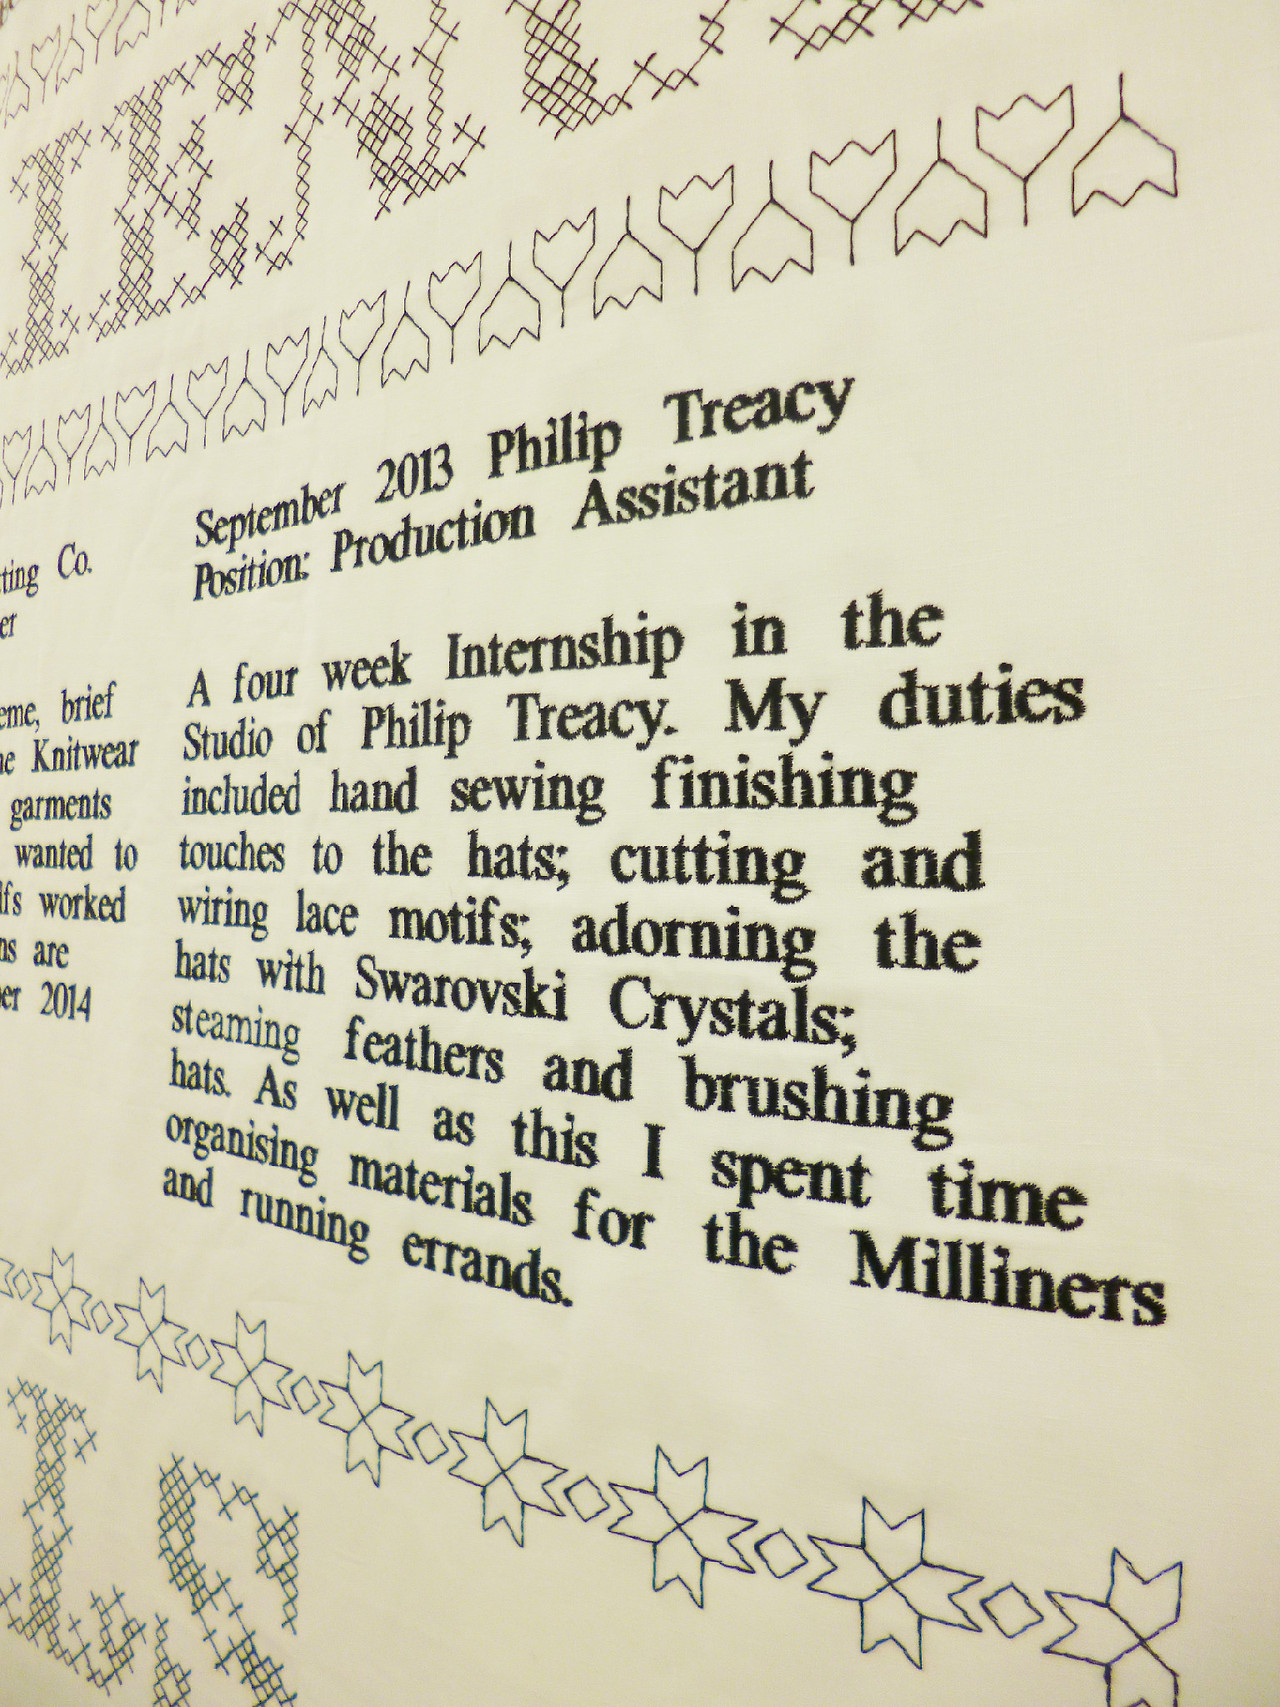 September 2013 Philip Treacy
Position: Production Assistant
A four week Internship in the
Studio of Philip Treacy. My duties
included hand sewing finishing
touches to the hats; cutting and
wiring lace motifs; adorning the
hats with Swarovski Crystals;
steaming feathers and brushing
hats. As well as this I spent time
organising materials for the Milliners
and running errands.
Co.
brief
Knitwear
garments
wanted to
worked
are
2014